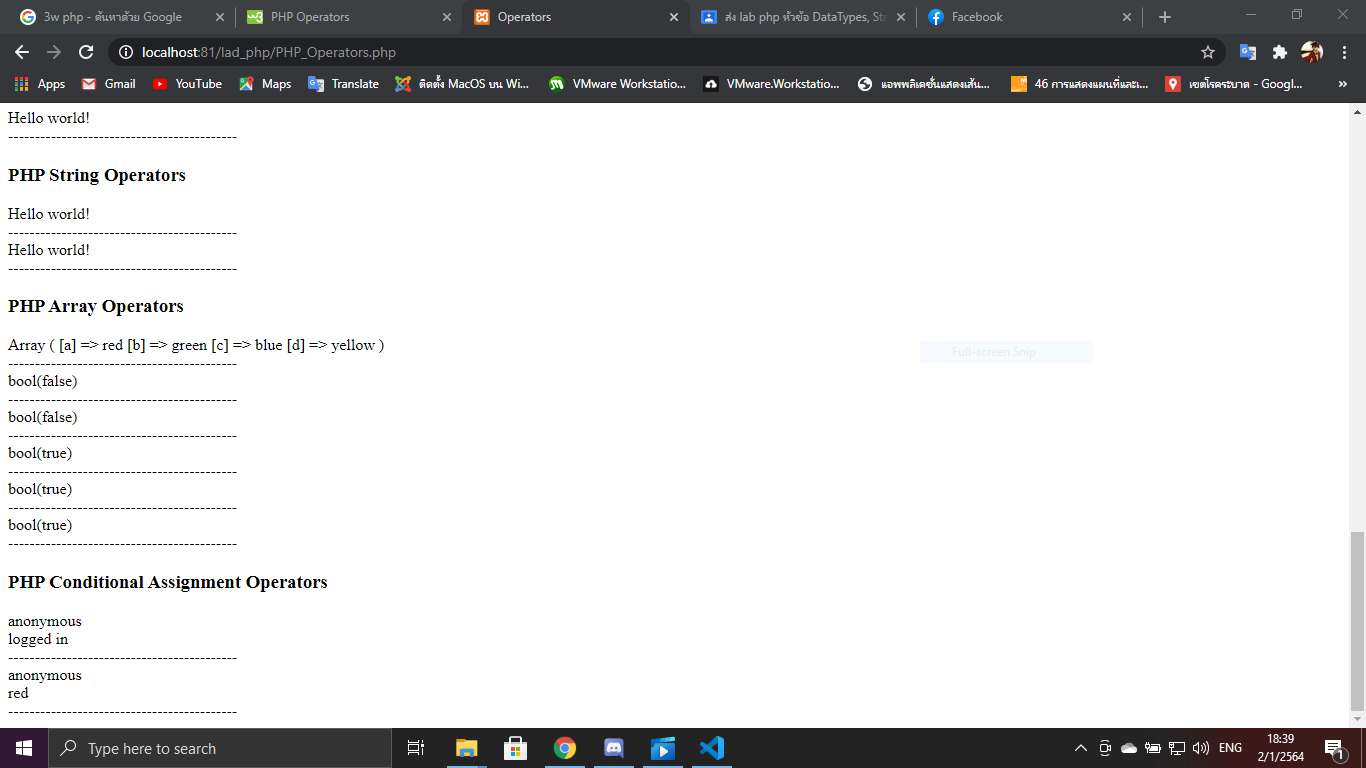 3w php - ค้นหาด้วย Google
PHP Operators
Operators
ส่ง lab php หัวข้อ DataTypes, Str
Facebook
localhost:81/lad_php/PHP_Operators.php
Apps
Gmail
YouTube
Maps
Translate
ติดตั้ง MacOS บน Wi...
VMware Workstatio...
VMware.Workstatio...
แอพพลิเคชั่นแสดงเส้น...
46 การแสดงแผนที่และเ...
เขตโรคระบาด - Googl...
»
Hello world!
-------------------------------------------
PHP String Operators
Hello world!
-------------------------------------------
Hello world!
-------------------------------------------
PHP Array Operators
Array ( [a] => red [b] => green [c] => blue [d] => yellow )
-------------------------------------------
Full-screen Snip
bool(false)
-------------------------------------------
bool(false)
-------------------------------------------
bool(true)
-------------------------------------------
bool(true)
-------------------------------------------
bool(true)
-------------------------------------------
PHP Conditional Assignment Operators
anonymous
logged in
-------------------------------------------
anonymous
red
-------------------------------------------
Type here to search
ENG
18:39
2/1/2564
1